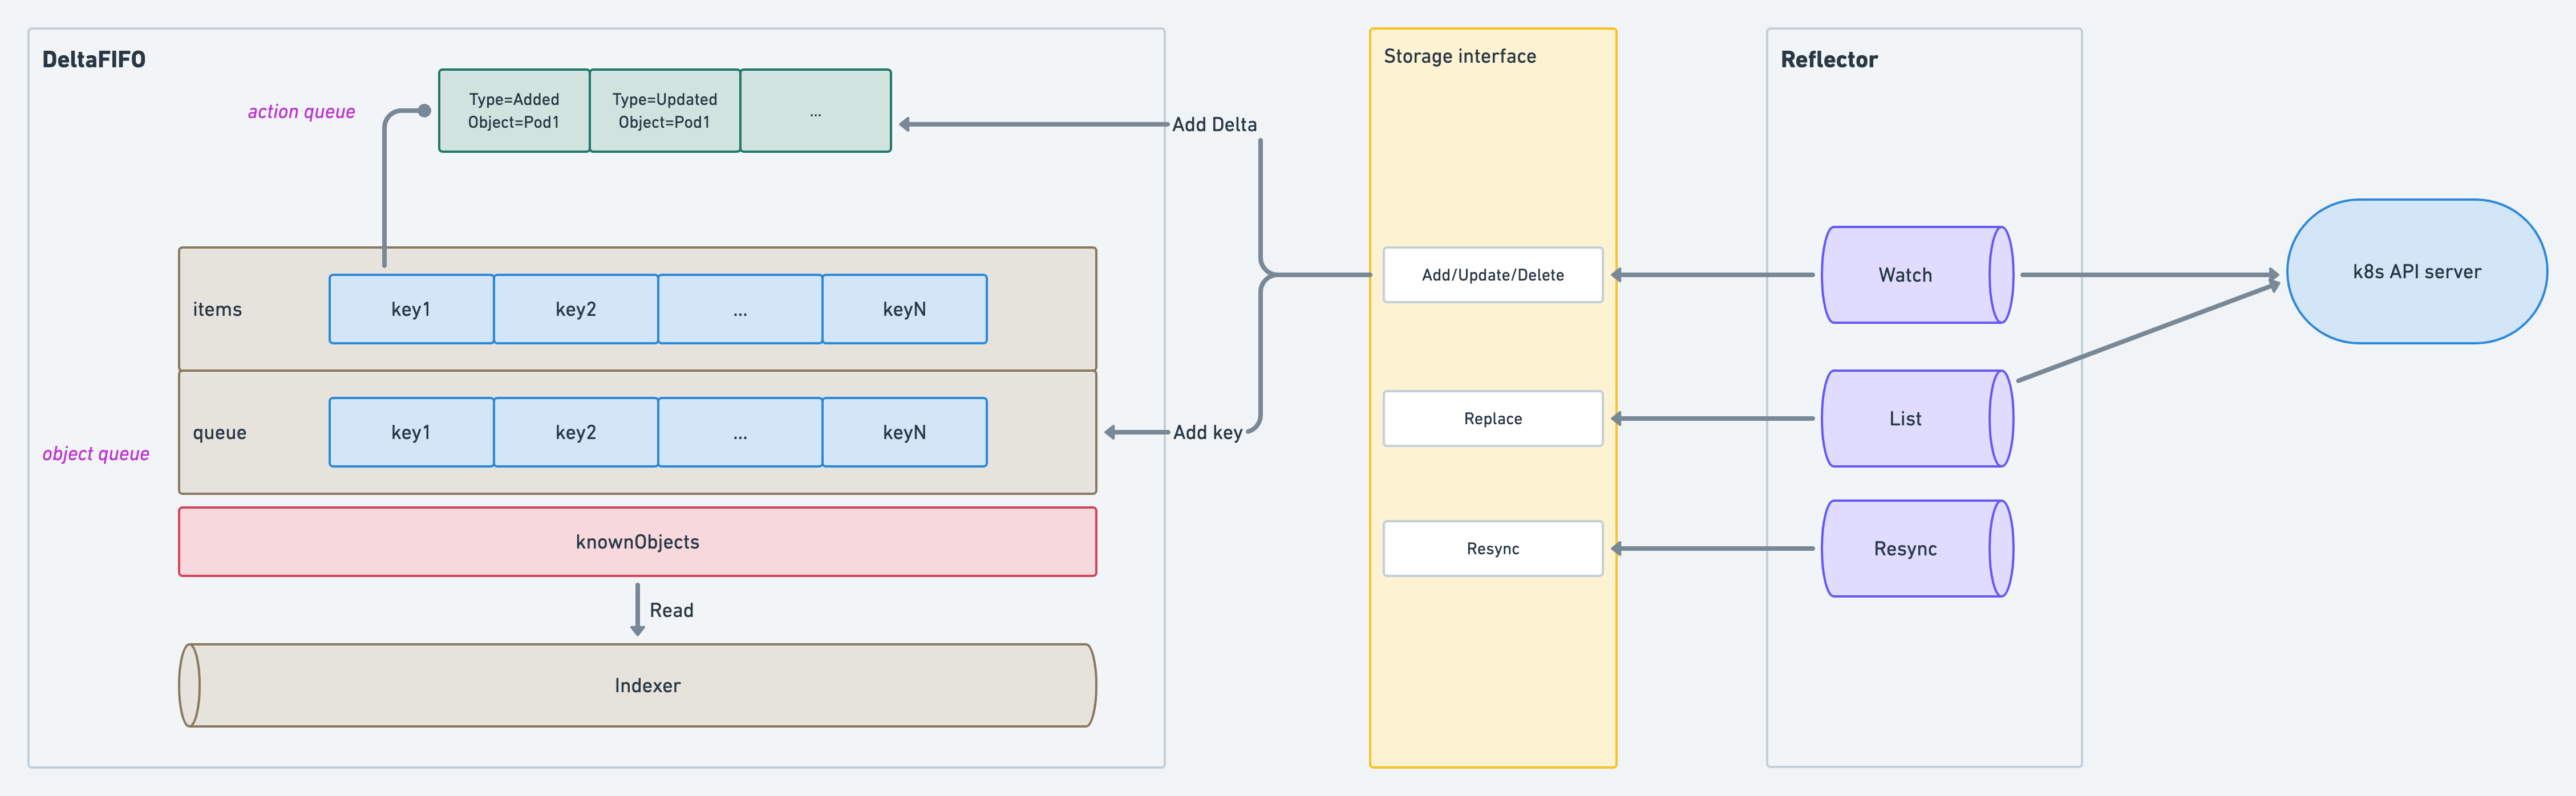 DeltaFIFO
action queue
Type=Added
Object=Pod1
Type=Updated
Object=Pod1
...
Add Delta
items
key1
key2
...
keyN
queue
key1
key2
...
keyN
object queue
Add key
knownObjects
Read
Indexer
Storage interface
Add/Update/Delete
Replace
Resync
Reflector
Watch
List
Resync
k8s API server